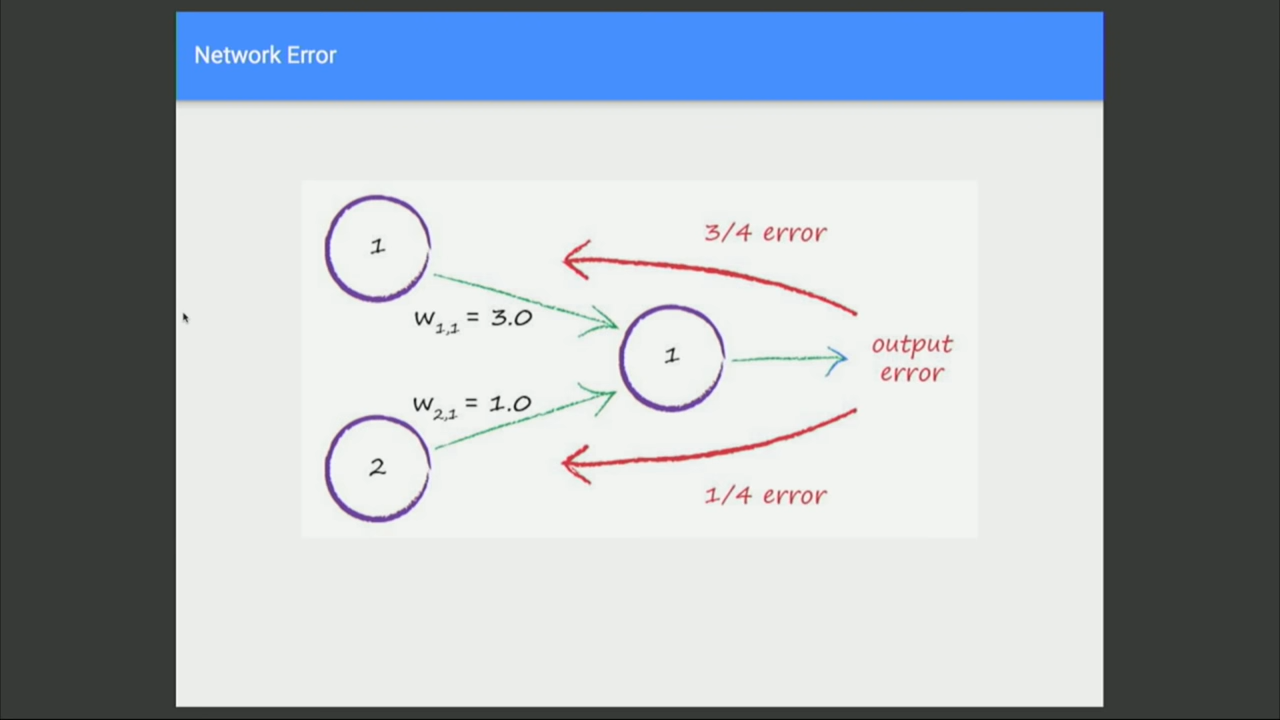 Network Error
1
3/4 error
w1,1 = 3.0
1
output
error
w2,1 = 1.0
2
1/4 error